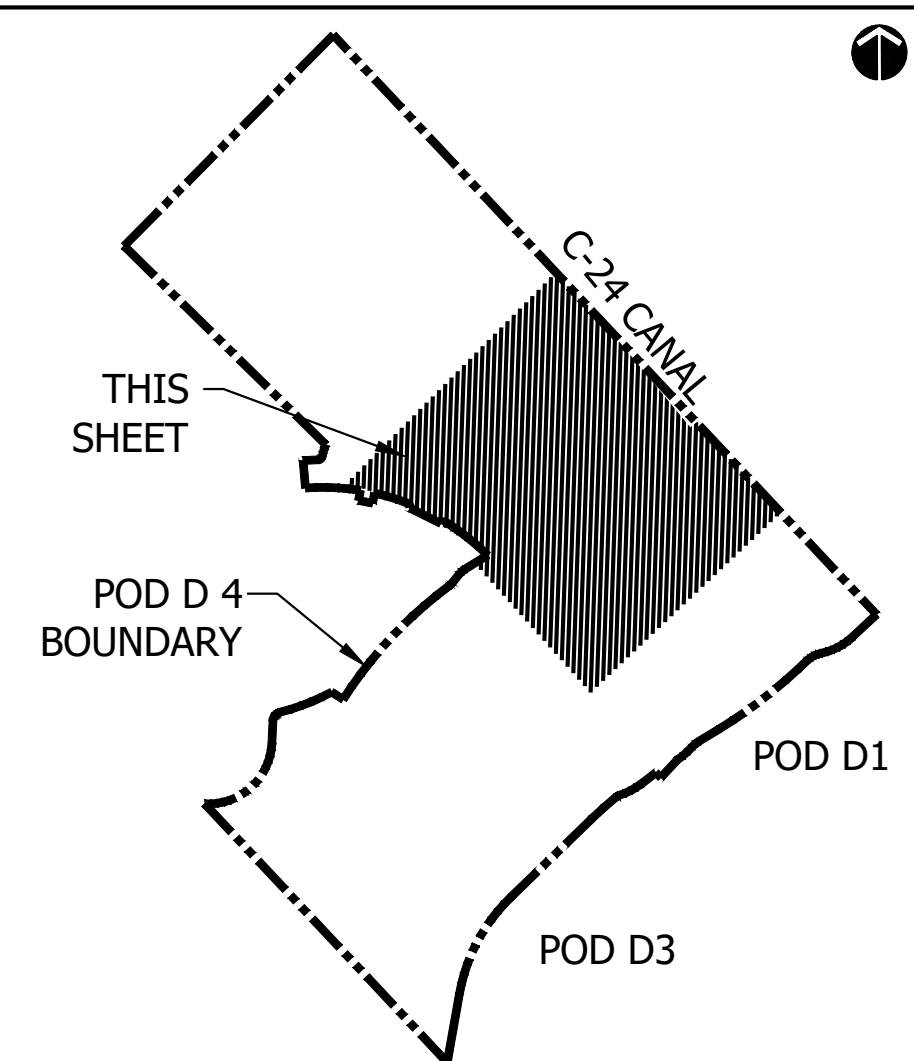 C-24 CANAL
THIS
SHEET
POD D 4
BOUNDARY
POD D1
POD D3